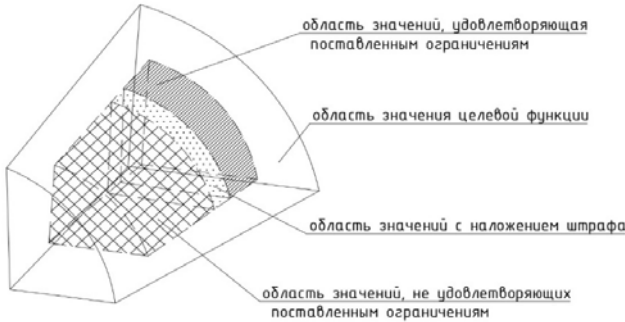 область значений, удовлетворяющая
поставленным ограничениям
область значения целевой функции
область значений с наложением штрафа
область значений, не удовлетворяющих
поставленным ограничениям